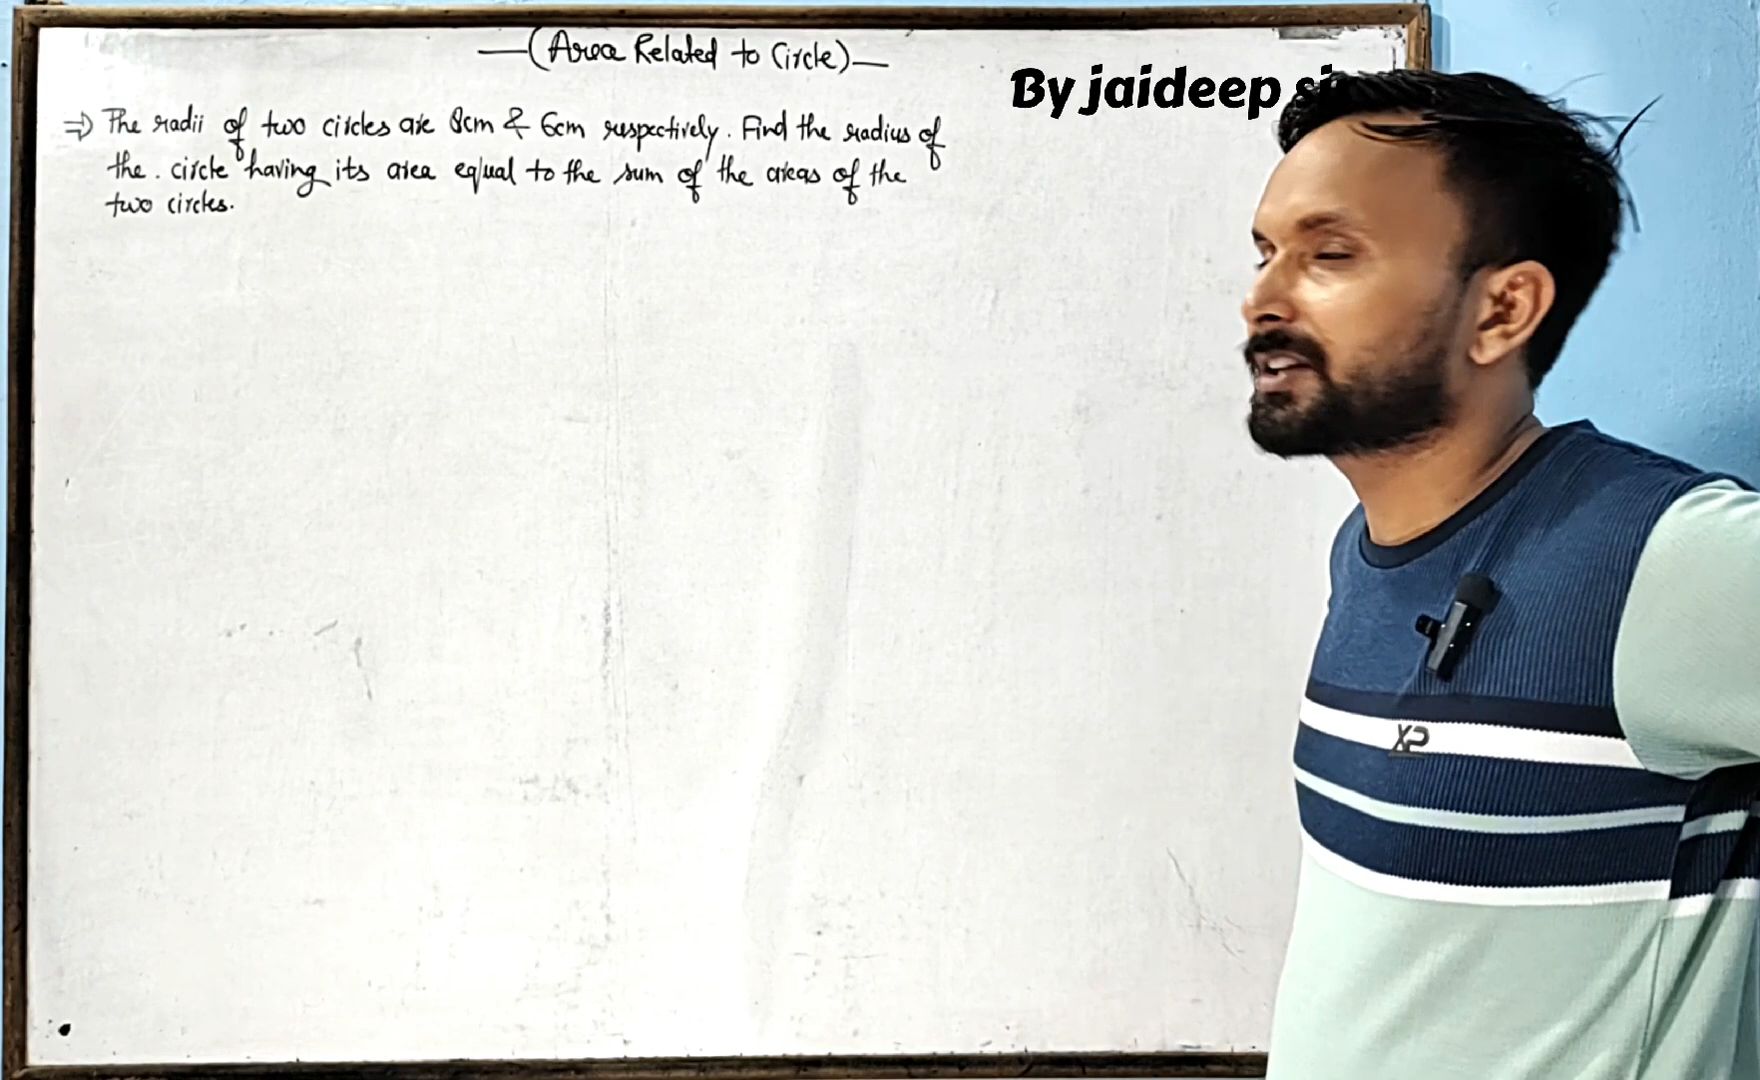 (Area Related to Circle)
By jaideep
⇒ The radii of two circles are 8cm & 6cm respectively. Find the radius of
the. circle having its area equal to the sum of the areas of the
two circles.
XP